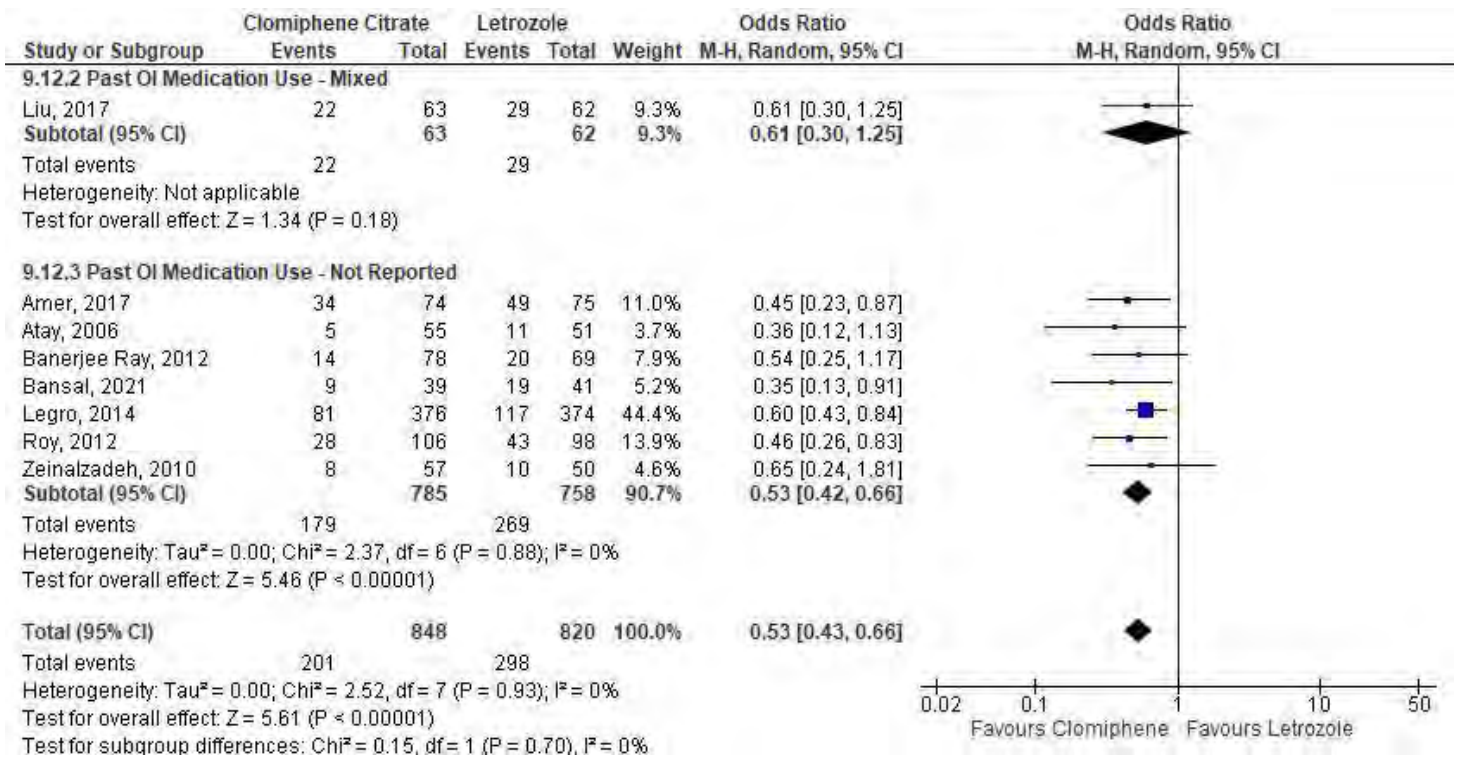 Clomiphene Citrate Letrozole Odds Ratio Odds Ratio
Study or Subgroup Events Total Events Total Weight M-H, Random, 95% CI M-H, Random, 95% CI
9.12.2 Past OI Medication Use - Mixed
Liu, 2017 22 63 29 62 9.3% 0.61 [0.30, 1.25]
Subtotal (95% CI) 63 62 9.3% 0.61 [0.30, 1.25]
Total events 22 29
Heterogeneity: Not applicable
Test for overall effect: Z = 1.34 (P = 0.18)
9.12.3 Past OI Medication Use - Not Reported
Amer, 2017 34 74 49 75 11.0% 0.45 [0.23, 0.87]
Atay, 2006 5 55 11 51 3.7% 0.36 [0.12, 1.13]
Banerjee Ray, 2012 14 78 20 69 7.9% 0.54 [0.25, 1.17]
Bansal, 2021 9 39 19 41 5.2% 0.35 [0.13, 0.91]
Legro, 2014 81 376 117 374 44.4% 0.60 [0.43, 0.84]
Roy, 2012 28 106 43 98 13.9% 0.46 [0.26, 0.83]
Zeinalzadeh, 2010 8 57 10 50 4.6% 0.65 [0.24, 1.81]
Subtotal (95% CI) 785 758 90.7% 0.53 [0.42, 0.66]
Total events 179 269
Heterogeneity: Tau² = 0.00; Chi² = 2.37, df = 6 (P = 0.88); I² = 0%
Test for overall effect: Z = 5.46 (P < 0.00001)
Total (95% CI) 848 820 100.0% 0.53 [0.43, 0.66]
Total events 201 298
Heterogeneity: Tau² = 0.00; Chi² = 2.52, df = 7 (P = 0.93); I² = 0%
Test for overall effect: Z = 5.61 (P < 0.00001)
Test for subgroup differences: Chi² = 0.15, df = 1 (P = 0.70), I² = 0%
0.02 0.1 1 10 50
Favours Clomiphene Favours Letrozole